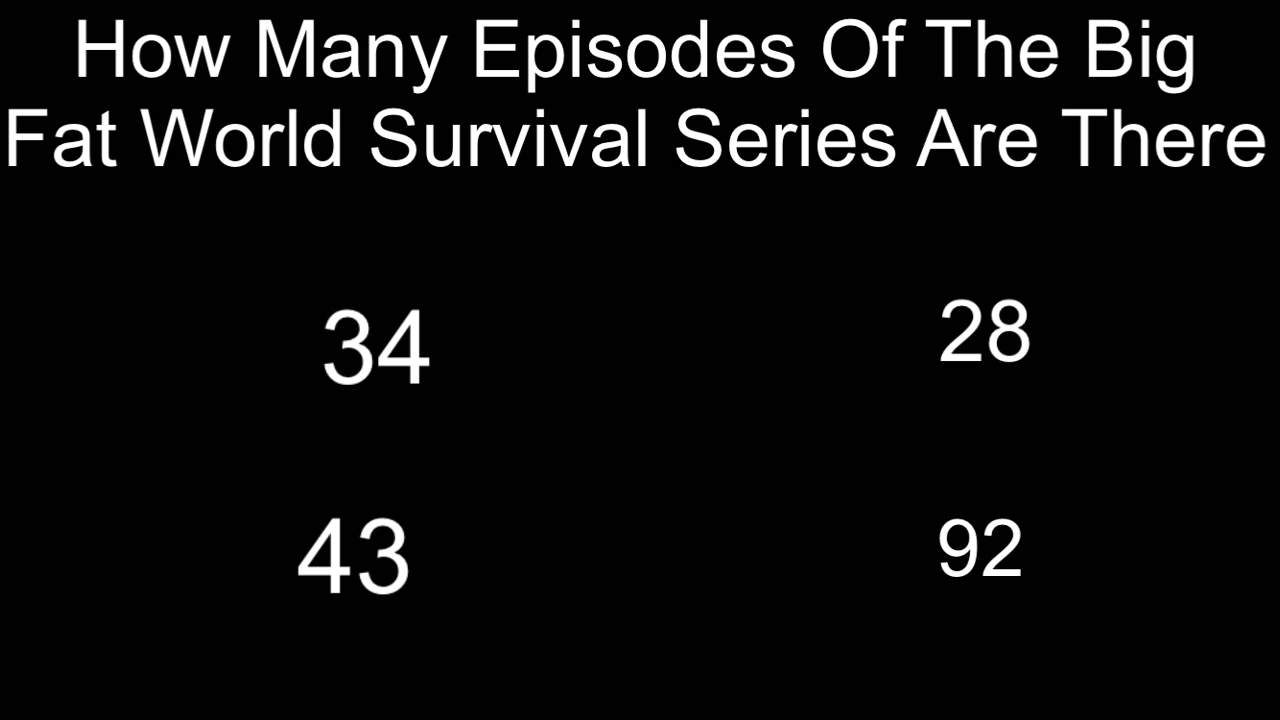 How Many Episodes Of The Big
Fat World Survival Series Are There
34
28
43
92